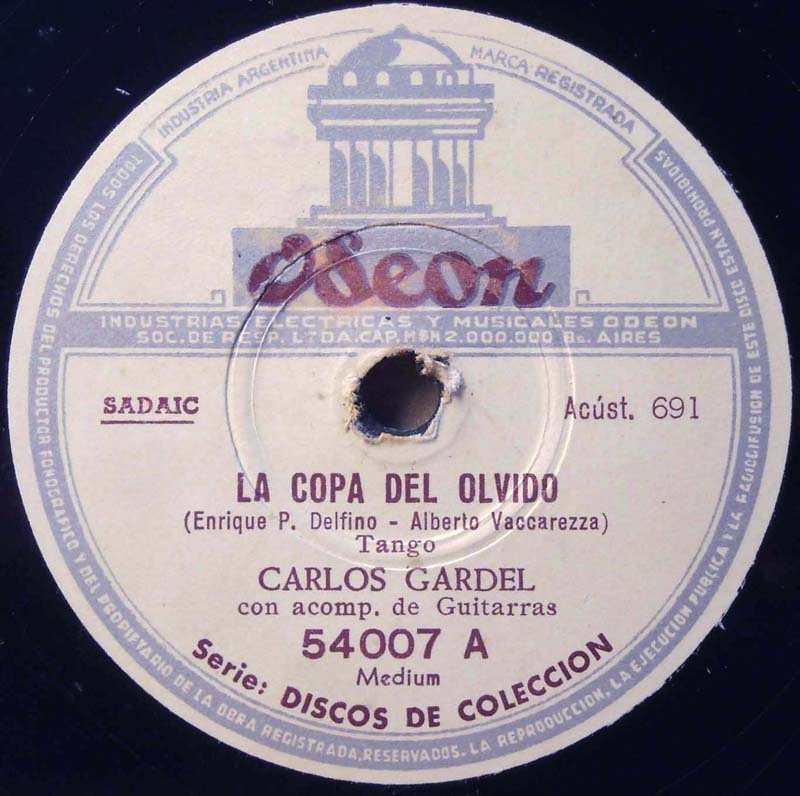 INDUSTRIA ARGENTINA
MARCA REGISTRADA
TODOS LOS DERECHOS DEL PRODUCTOR FONOGRAFICO Y DEL PROPIETARIO DE LA OBRA REGISTRADA, RESERVADOS. LA REPRODUCCION, LA EJECUCION PUBLICA Y LA RADIODIFUSION DE ESTE DISCO ESTAN PROHIBIDAS
Odeon
INDUSTRIAS ELECTRICAS Y MUSICALES ODEON
SOC. DE RESP. LTDA. CAP. M$N 2.000.000 Bs. AIRES
SADAIC
Acúst. 691
LA COPA DEL OLVIDO
(Enrique P. Delfino - Alberto Vaccarezza)
Tango
CARLOS GARDEL
con acomp. de Guitarras
54007 A
Medium
Serie: DISCOS DE COLECCION